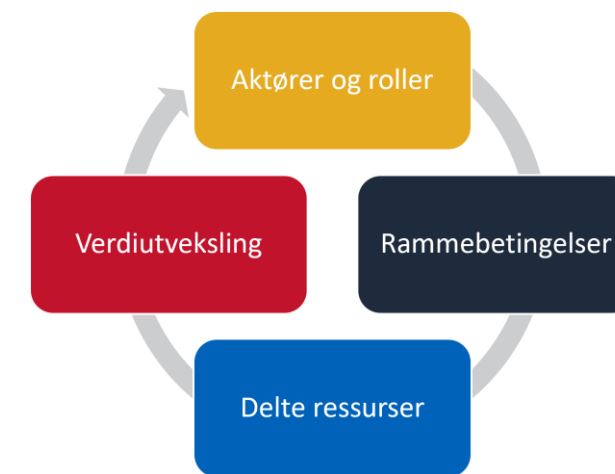 Aktører og roller
Verdiutveksling
Rammebetingelser
Delte ressurser